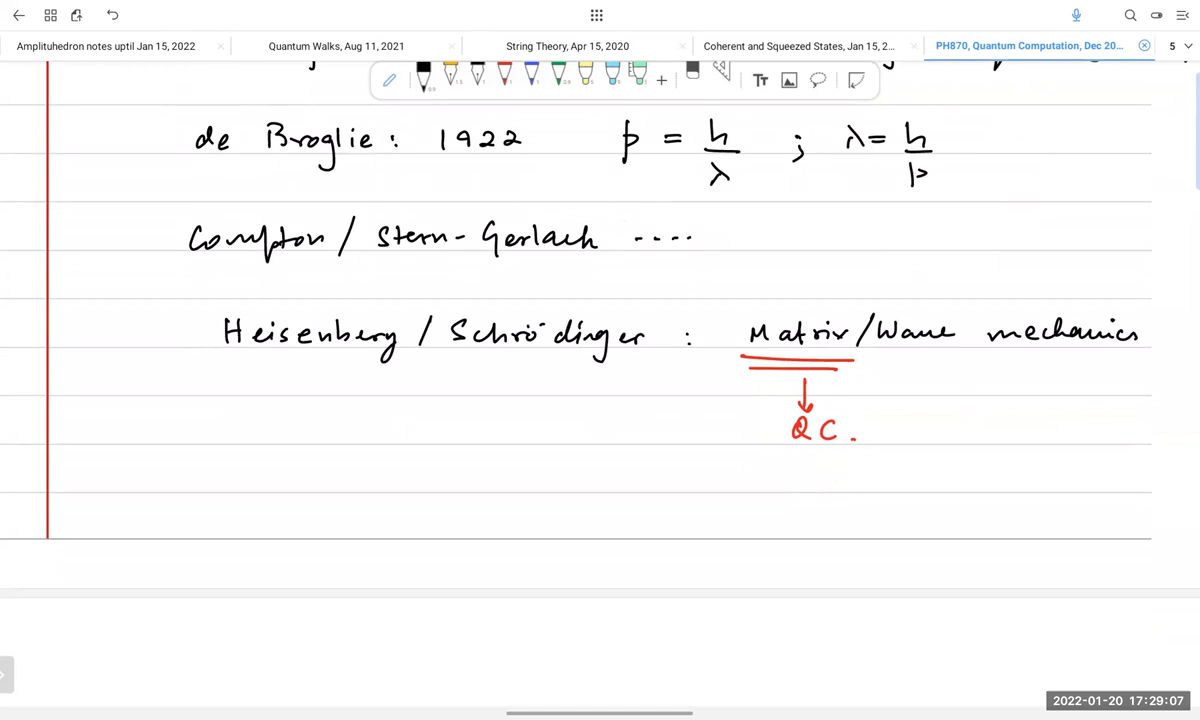 Amplituhedron notes uptil Jan 15, 2022
Quantum Walks, Aug 11, 2021
String Theory, Apr 15, 2020
Coherent and Squeezed States, Jan 15, 2...
PH870, Quantum Computation, Dec 20...
5
Tт
de Broglie : 1922 p = h/λ ; λ = h/p
Compton / Stern-Gerlach ....
Heisenberg / Schrödinger : Matrix/Wave mechanics
↓
QC.
2022-01-20 17:29:07